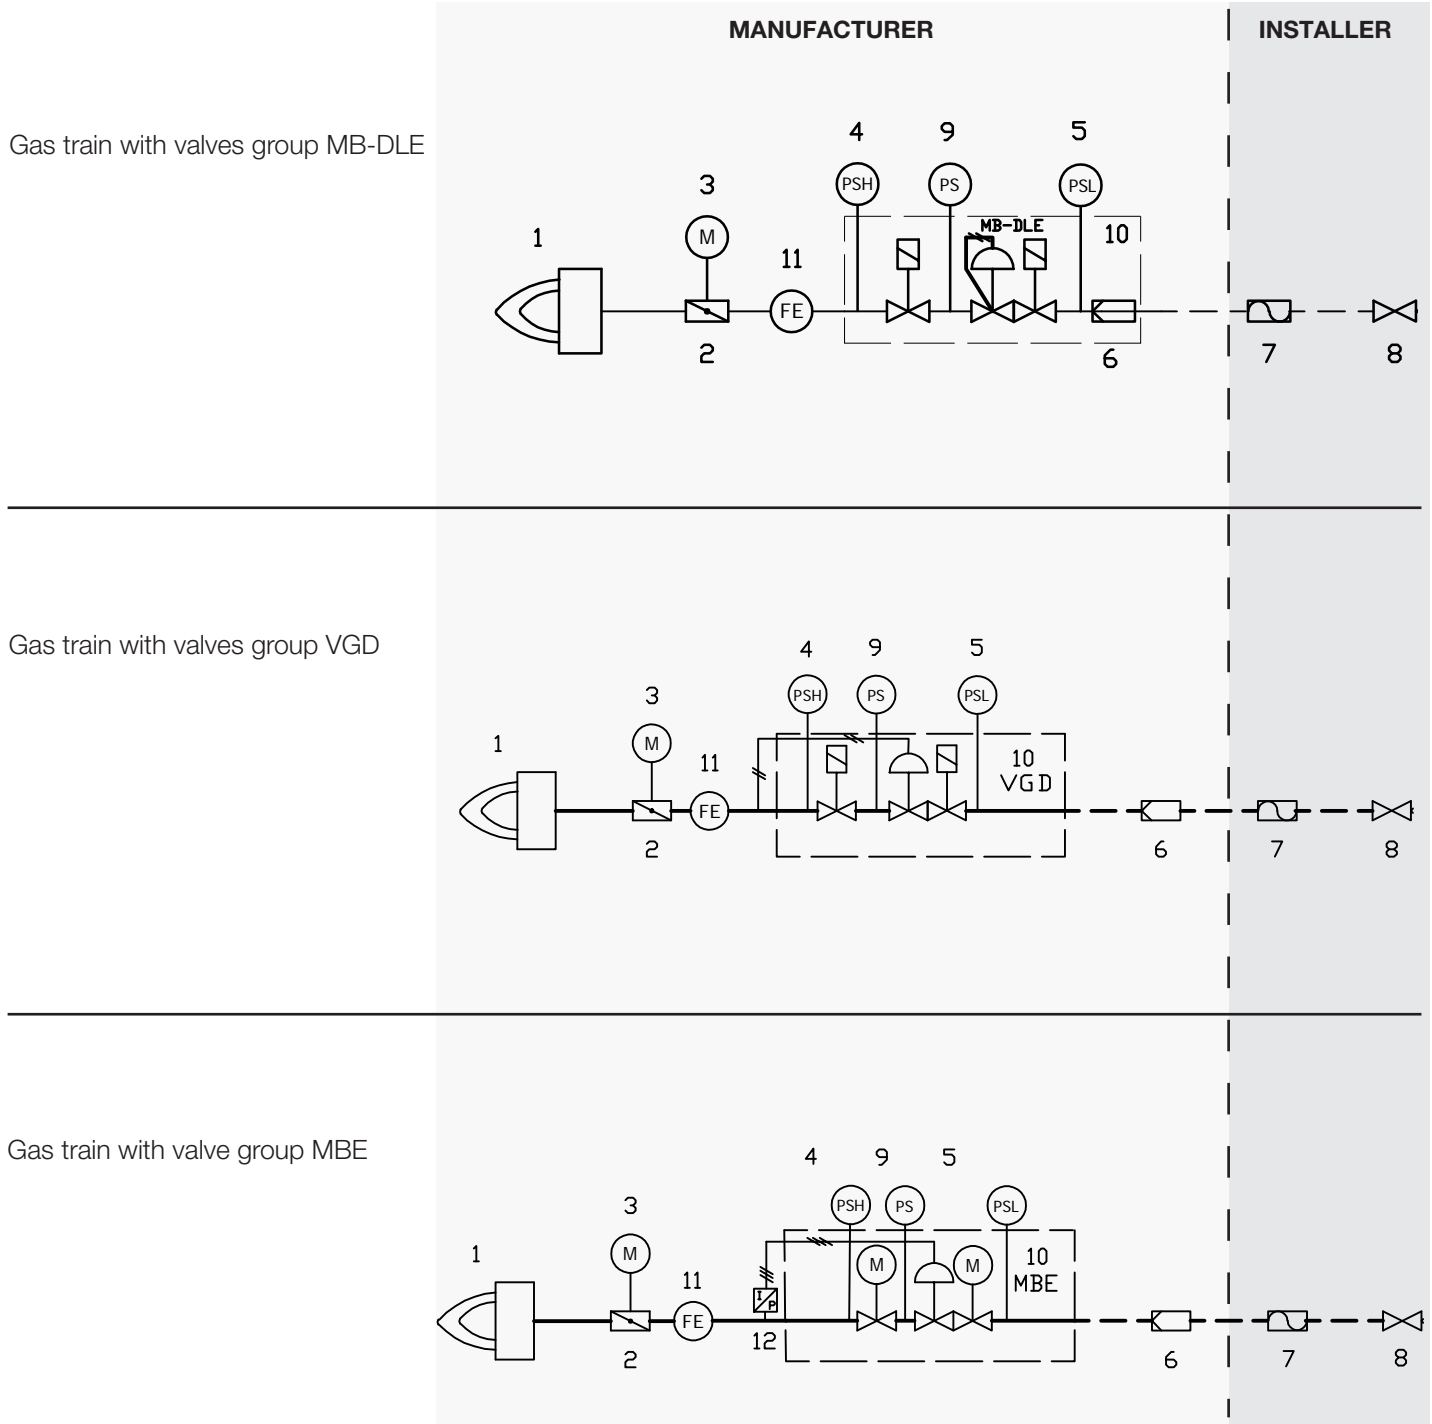 MANUFACTURER
INSTALLER
Gas train with valves group MB-DLE
4 9 5
PSH PS PSL
3
M
MB-DLE
10
1
11
FE
2
6
7
8
Gas train with valves group VGD
4 9 5
PSH PS PSL
3
M
1
11
FE
10
VGD
2
6
7
8
Gas train with valve group MBE
4 9 5
PSH PS PSL
3
M
1
M M
10
MBE
11
FE
I/P
12
2
6
7
8